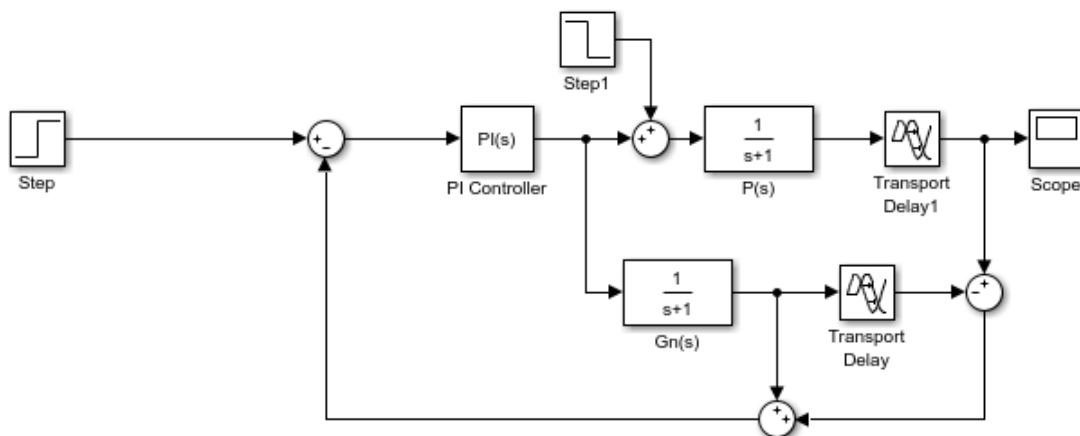 Step1
Step
PI(s)
PI Controller
1
s+1
P(s)
Transport
Delay1
Scope
1
s+1
Gn(s)
Transport
Delay